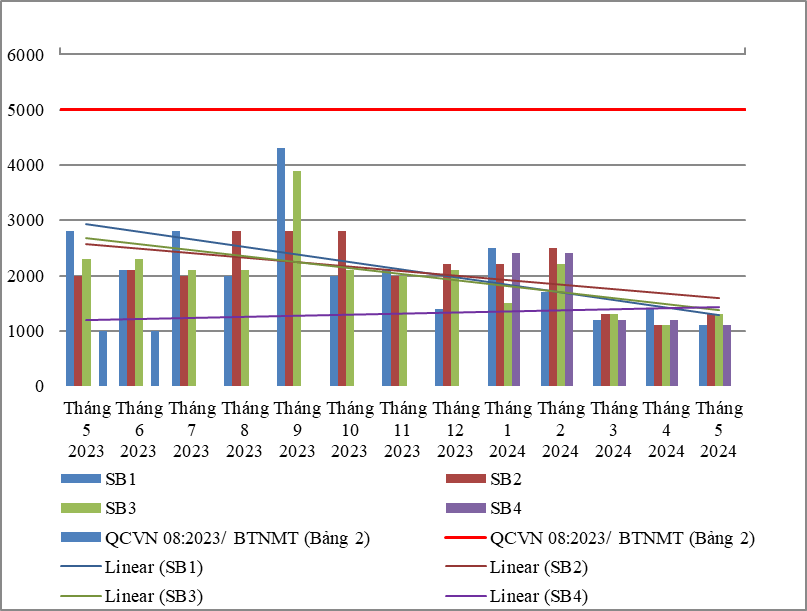 6000
5000
4000
3000
2000
1000
0
Tháng Tháng Tháng Tháng Tháng Tháng Tháng Tháng Tháng Tháng Tháng Tháng Tháng
5 6 7 8 9 10 11 12 1 2 3 4 5
2023 2023 2023 2023 2023 2023 2023 2023 2024 2024 2024 2024 2024
SB1 SB2
SB3 SB4
QCVN 08:2023/ BTNMT (Bảng 2) QCVN 08:2023/ BTNMT (Bảng 2)
Linear (SB1) Linear (SB2)
Linear (SB3) Linear (SB4)